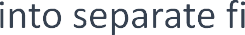 into separate fi